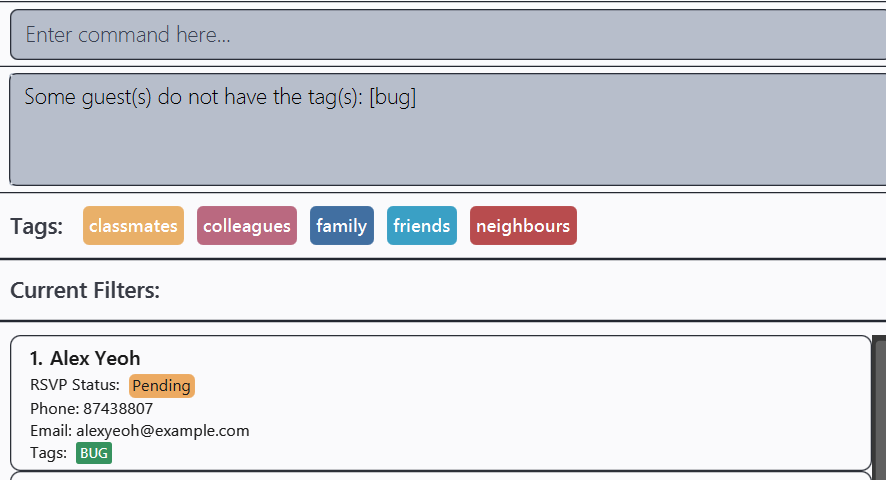 Enter command here...
Some guest(s) do not have the tag(s): [bug]
Tags: classmates colleagues family friends neighbours
Current Filters:
1. Alex Yeoh
RSVP Status: Pending
Phone: 87438807
Email: alexyeoh@example.com
Tags: BUG